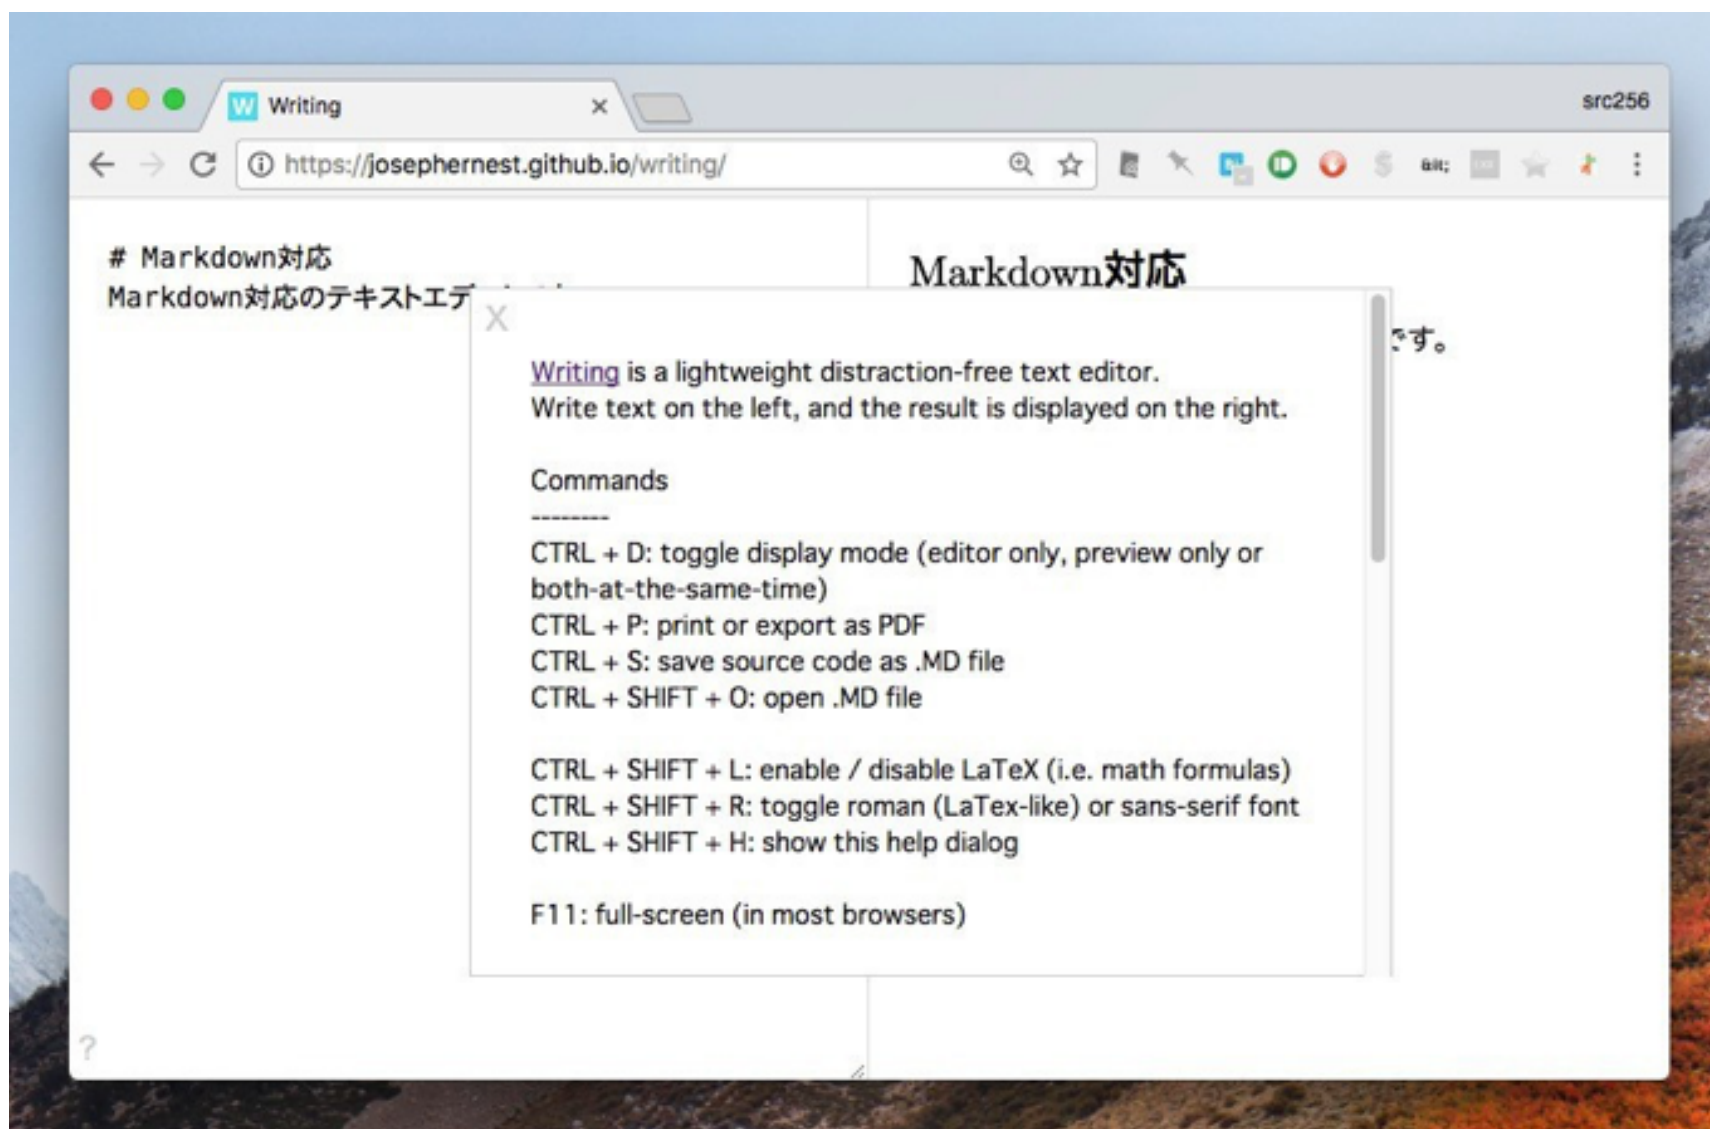 Writing
src256
https://josephernest.github.io/writing/
&lt;
# Markdown対応
Markdown対応のテキストエデ
Markdown対応
です。
X
Writing is a lightweight distraction-free text editor.
Write text on the left, and the result is displayed on the right.
Commands
--------
CTRL + D: toggle display mode (editor only, preview only or
both-at-the-same-time)
CTRL + P: print or export as PDF
CTRL + S: save source code as .MD file
CTRL + SHIFT + O: open .MD file
CTRL + SHIFT + L: enable / disable LaTeX (i.e. math formulas)
CTRL + SHIFT + R: toggle roman (LaTex-like) or sans-serif font
CTRL + SHIFT + H: show this help dialog
F11: full-screen (in most browsers)
?